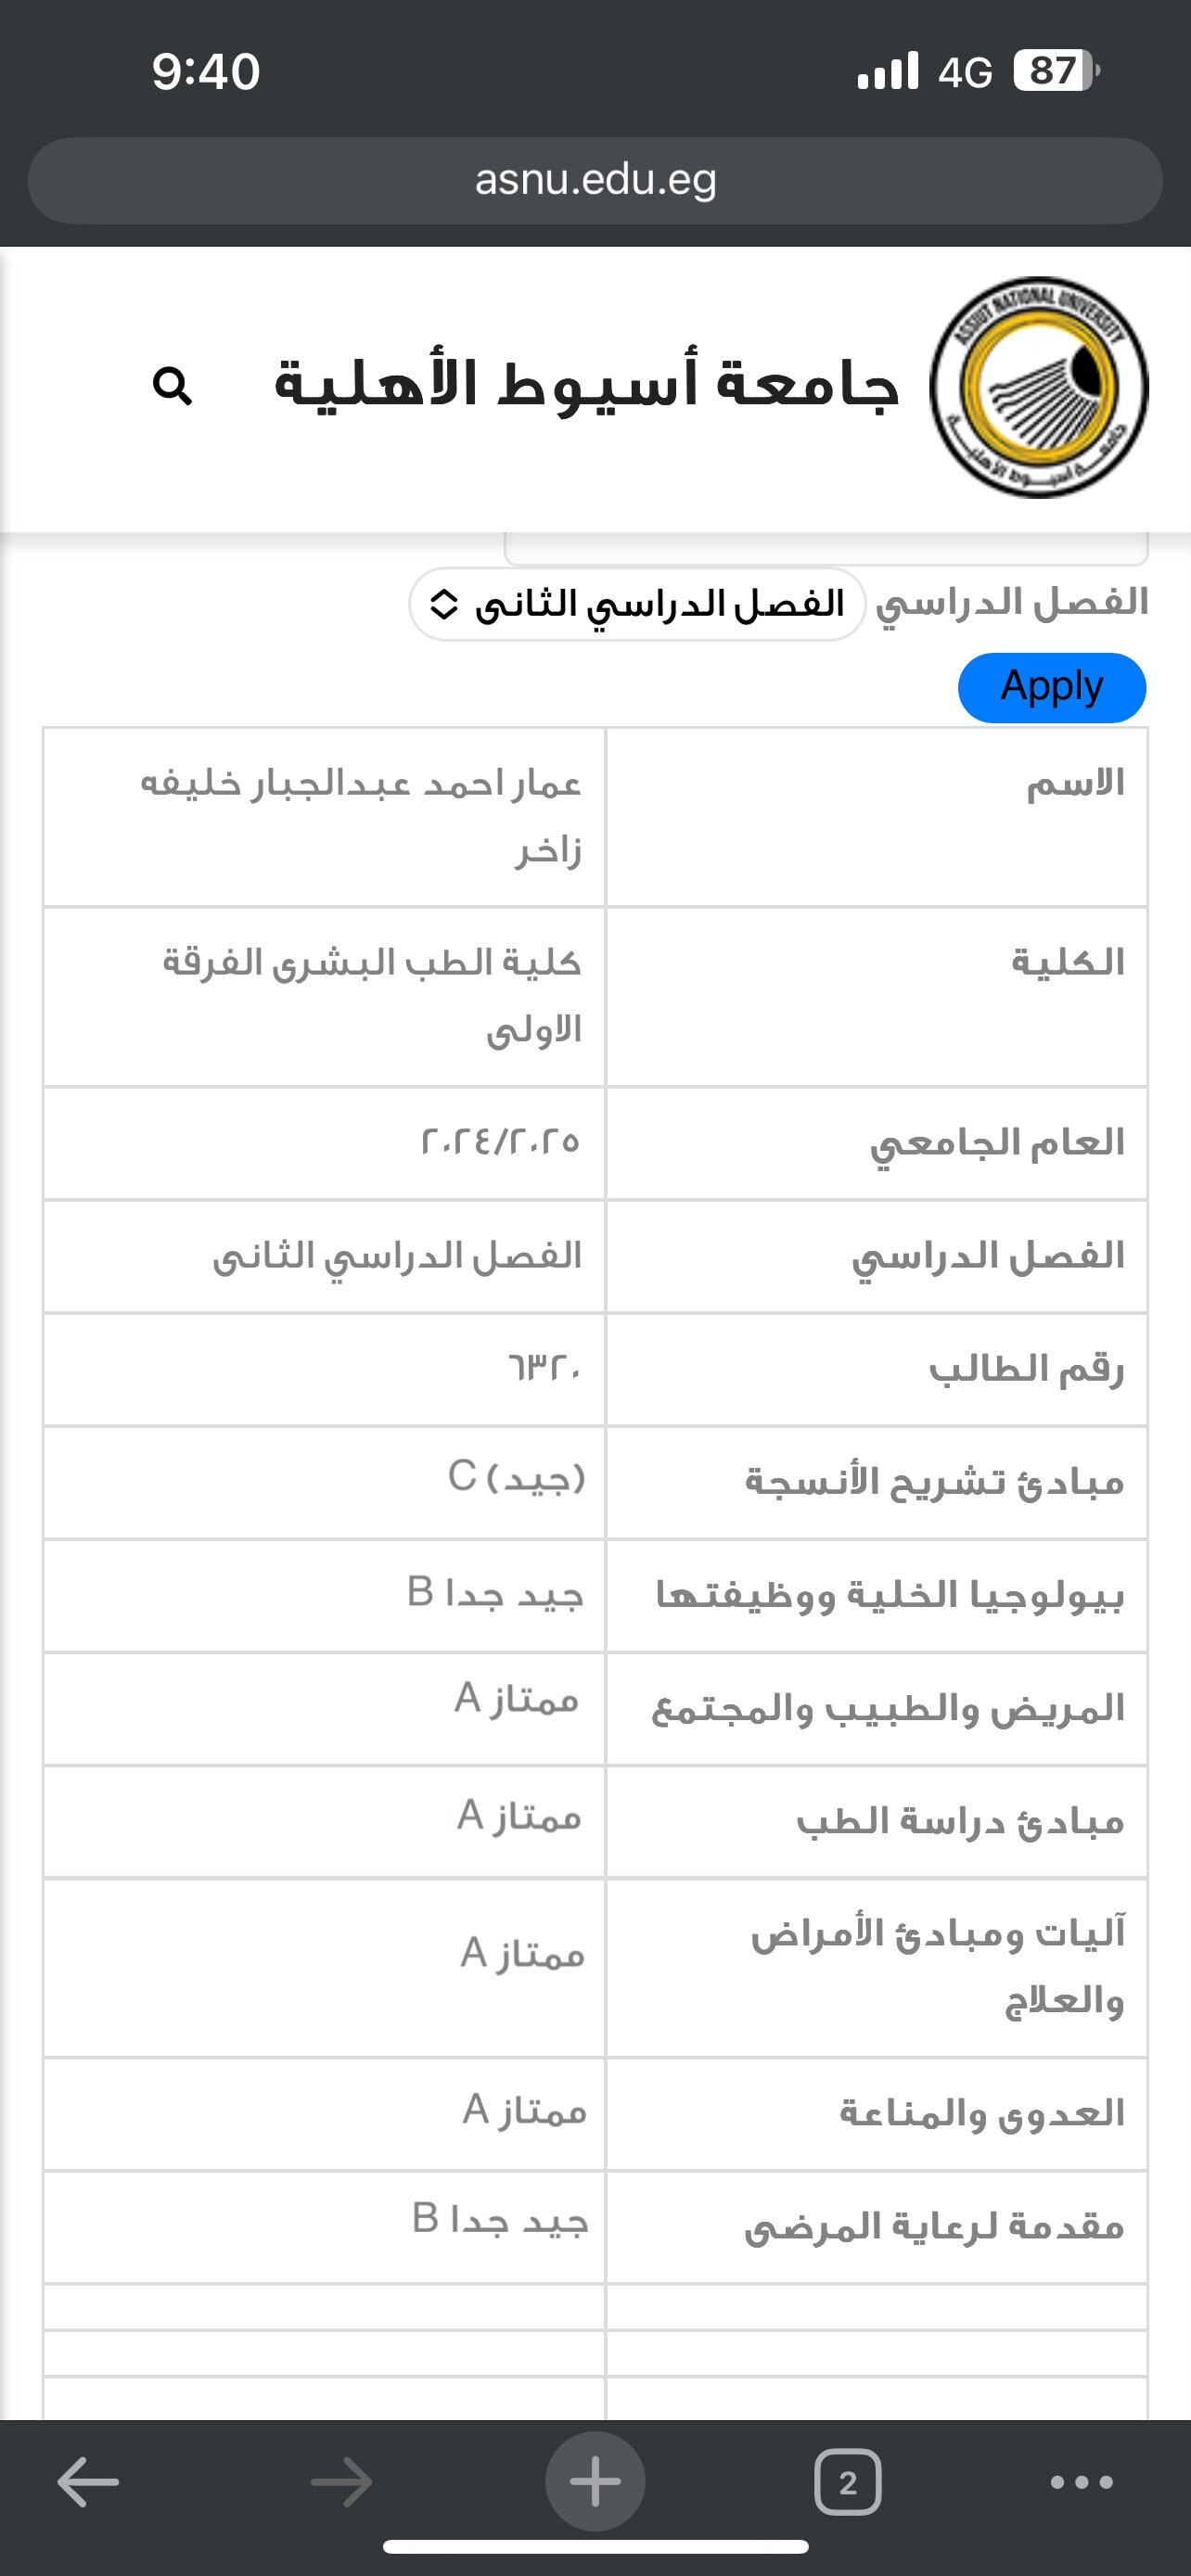 9:40
4G
87
asnu.edu.eg
ASSIUT NATIONAL UNIVERSITY
جامعة أسيوط الأهلية
جامعة أسيوط الأهلية
الفصل الدراسي الفصل الدراسي الثانى
Apply
الاسم عمار احمد عبدالجبار خليفه
زاخر
الكلية كلية الطب البشرى الفرقة
الاولى
العام الجامعي ٢٠٢٤/٢٠٢٥
الفصل الدراسي الفصل الدراسي الثانى
رقم الطالب ٦٣٢٠
مبادئ تشريح الأنسجة (جيد) C
بيولوجيا الخلية ووظيفتها جيد جدا B
المريض والطبيب والمجتمع ممتاز A
مبادئ دراسة الطب ممتاز A
آليات ومبادئ الأمراض
والعلاج ممتاز A
العدوى والمناعة ممتاز A
مقدمة لرعاية المرضى جيد جدا B
2